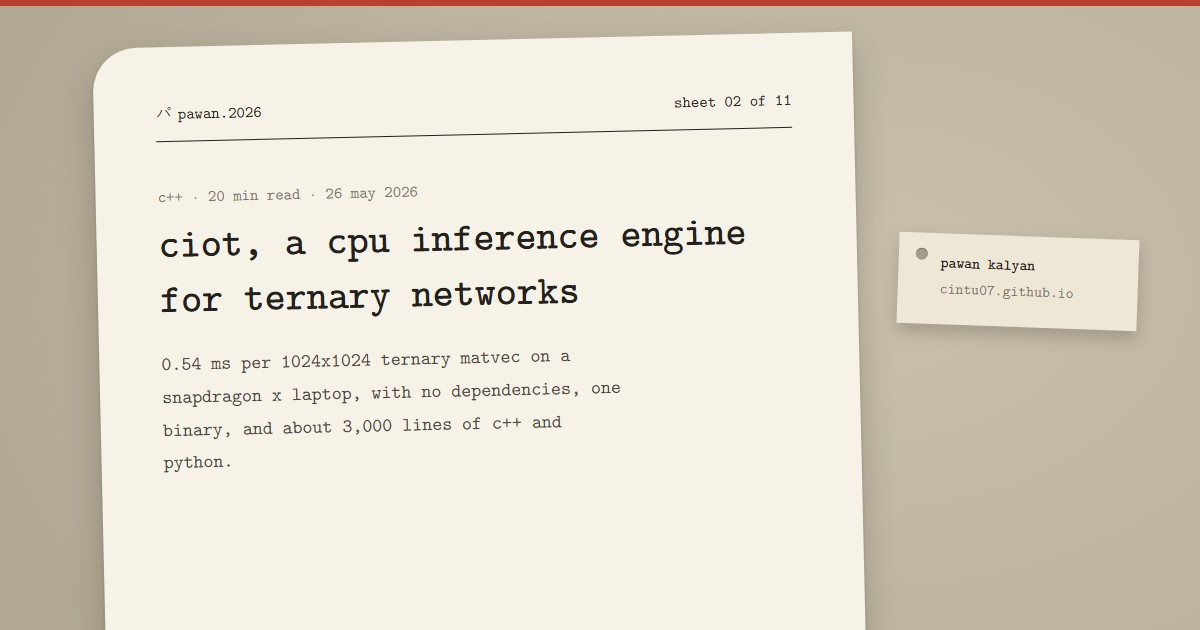 パ pawan.2026
sheet 02 of 11
c++ · 20 min read · 26 may 2026
ciot, a cpu inference engine
for ternary networks
0.54 ms per 1024x1024 ternary matvec on a
snapdragon x laptop, with no dependencies, one
binary, and about 3,000 lines of c++ and
python.
pawan kalyan
cintu07.github.io